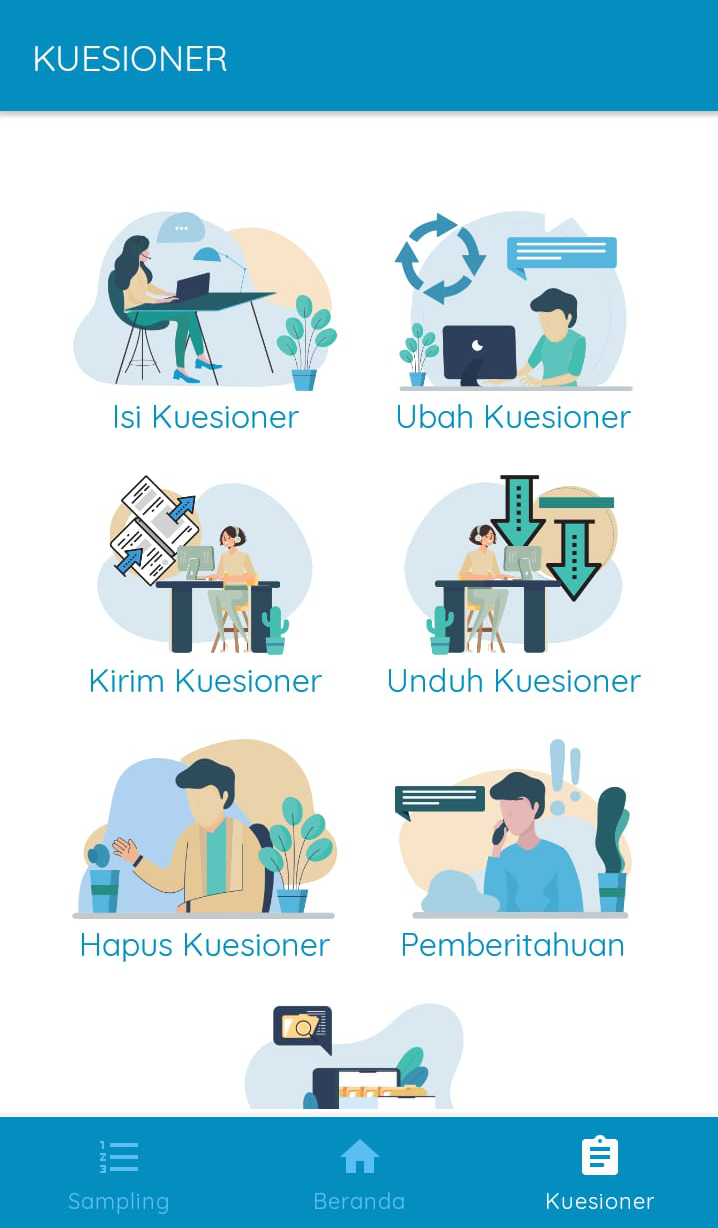 KUESIONER
Isi Kuesioner
Ubah Kuesioner
Kirim Kuesioner
Unduh Kuesioner
Hapus Kuesioner
Pemberitahuan
Sampling
Beranda
Kuesioner